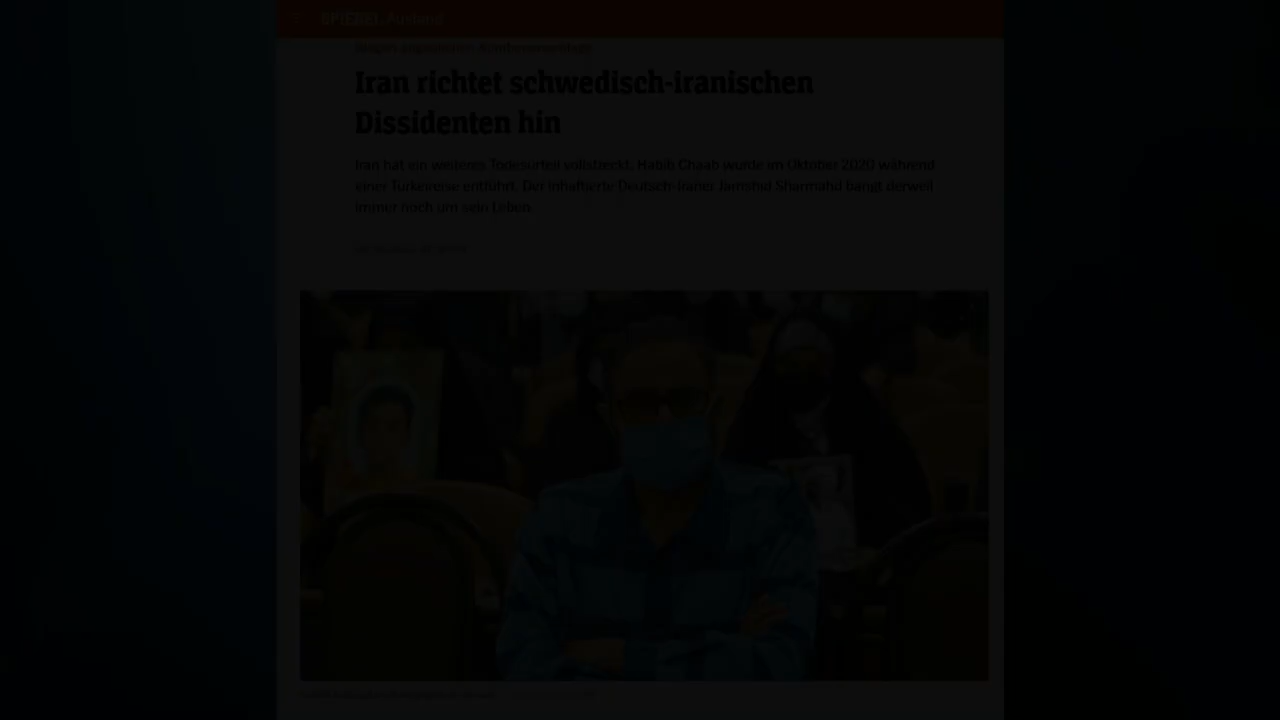 SPIEGEL Ausland
Iran richtet schwedisch-iranischen
Dissidenten hin
Iran hat ein weiteres Todesurteil vollstreckt: Habib Chaab wurde im Oktober 2020 während
einer Türkeireise entführt. Der inhaftierte Deutsch-Iraner Jamshid Sharmahd bangt derweil
immer noch um sein Leben.